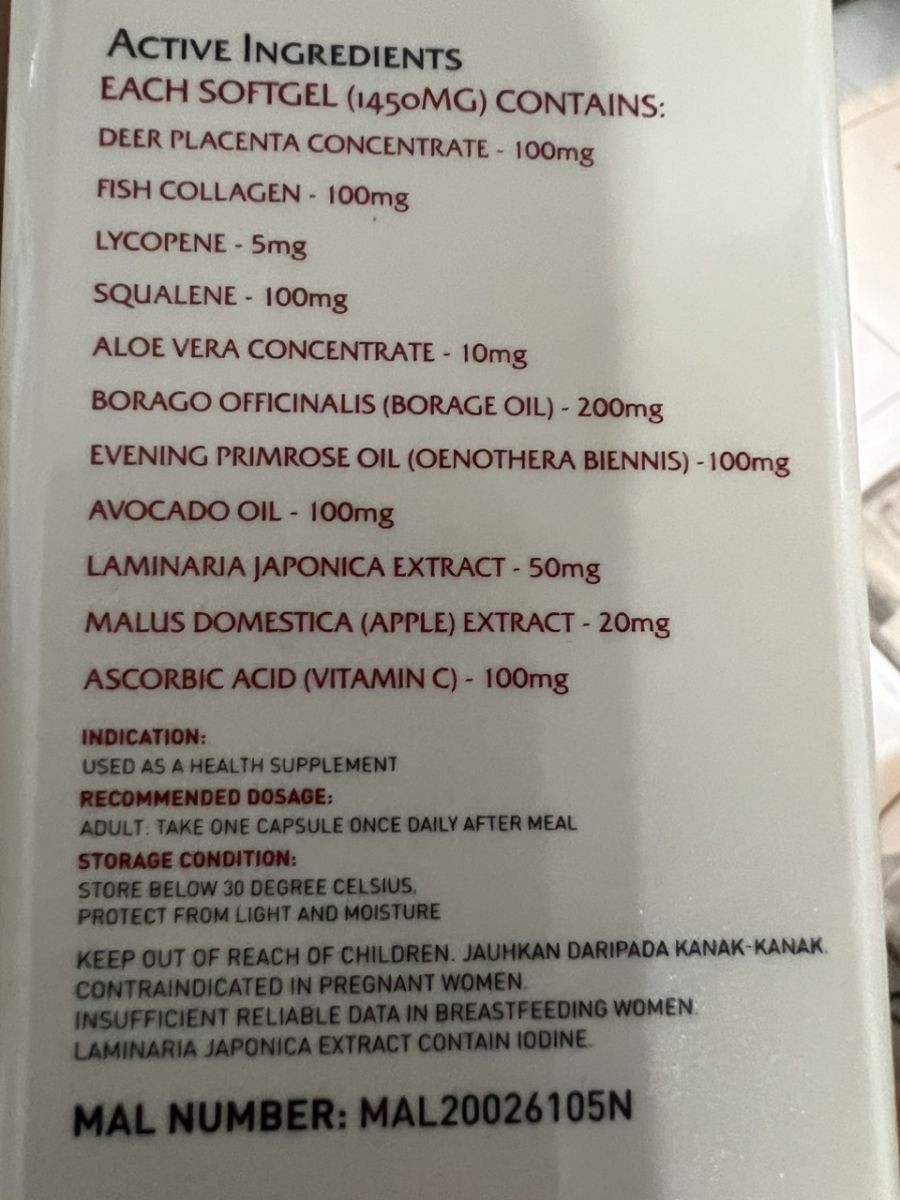 ACTIVE INGREDIENTS
EACH SOFTGEL (1450MG) CONTAINS:
DEER PLACENTA CONCENTRATE - 100mg
FISH COLLAGEN - 100mg
LYCOPENE - 5mg
SQUALENE - 100mg
ALOE VERA CONCENTRATE - 10mg
BORAGO OFFICINALIS (BORAGE OIL) - 200mg
EVENING PRIMROSE OIL (OENOTHERA BIENNIS) - 100mg
AVOCADO OIL - 100mg
LAMINARIA JAPONICA EXTRACT - 50mg
MALUS DOMESTICA (APPLE) EXTRACT - 20mg
ASCORBIC ACID (VITAMIN C) - 100mg
INDICATION:
USED AS A HEALTH SUPPLEMENT
RECOMMENDED DOSAGE:
ADULT: TAKE ONE CAPSULE ONCE DAILY AFTER MEAL
STORAGE CONDITION:
STORE BELOW 30 DEGREE CELSIUS,
PROTECT FROM LIGHT AND MOISTURE
KEEP OUT OF REACH OF CHILDREN. JAUHKAN DARIPADA KANAK-KANAK.
CONTRAINDICATED IN PREGNANT WOMEN.
INSUFFICIENT RELIABLE DATA IN BREASTFEEDING WOMEN.
LAMINARIA JAPONICA EXTRACT CONTAIN IODINE.
MAL NUMBER: MAL20026105N